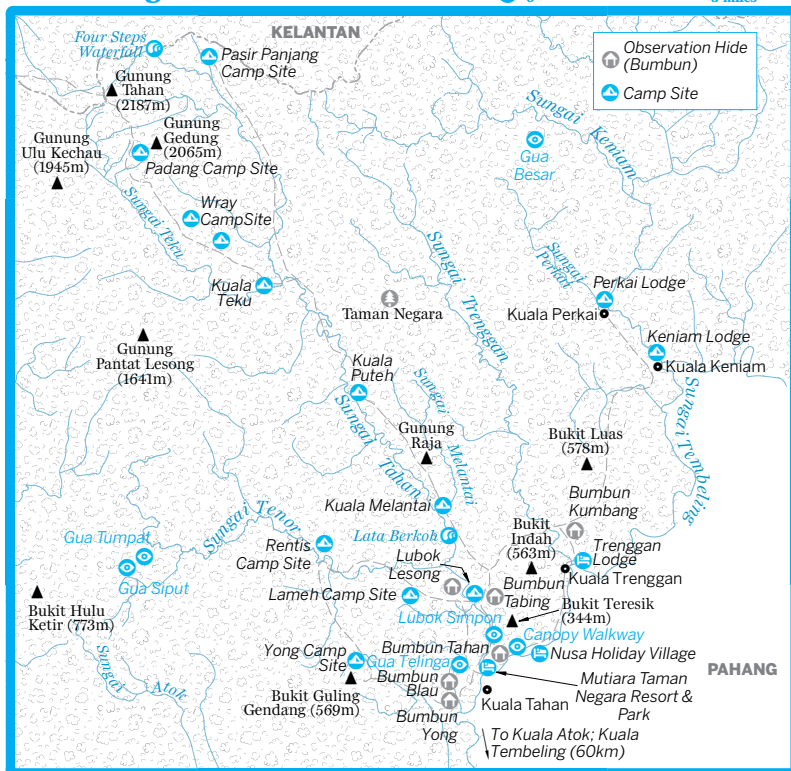 5 miles
Four Steps
Waterfall
KELANTAN
Pasir Panjang
Camp Site
Observation Hide
(Bumbun)
Camp Site
Gunung
Tahan
(2187m)
Gunung
Gedung
(2065m)
Gunung
Ulu Kechau
(1945m)
Padang Camp Site
Sungai Keniam
Gua
Besar
Wray
CampSite
Sungai Teku
Sungai Trenggan
Sungai
Perkai
Kuala
Teku
Taman Negara
Perkai Lodge
Kuala Perkai
Keniam Lodge
Kuala Keniam
Gunung
Pantat Lesong
(1641m)
Kuala
Puteh
Sungai
Melantai
Sungai
Tahan
Gunung
Raja
Sungai Tembeling
Bukit Luas
(578m)
Bumbun
Kumbang
Kuala Melantai
Sungai Tenor
Gua Tumpat
Gua Siput
Rentis
Camp Site
Lata Berkoh
Lubok
Lesong
Bukit
Indah
(563m)
Trenggan
Lodge
Kuala Trenggan
Bumbun
Tabing
Lameh Camp Site
Bukit Hulu
Ketir (773m)
Bukit Teresik
(344m)
Lubok Simpon
Canopy Walkway
Bumbun Tahan
Nusa Holiday Village
Yong Camp
Site
Gua Telinga
PAHANG
Sungai
Atok
Bukit Guling
Gendang (569m)
Bumbun
Blau
Mutiara Taman
Negara Resort &
Park
Kuala Tahan
Bumbun
Yong
To Kuala Atok; Kuala
Tembeling (60km)